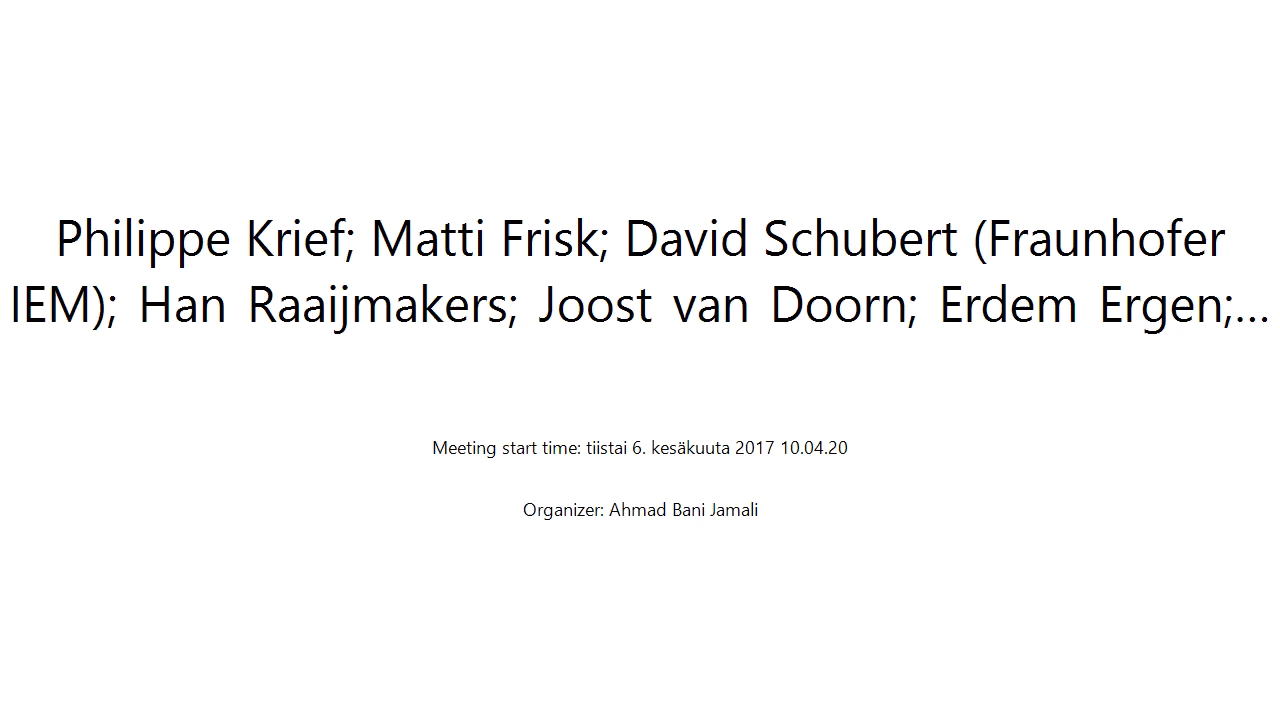 Philippe Krief; Matti Frisk; David Schubert (Fraunhofer
IEM); Han Raaijmakers; Joost van Doorn; Erdem Ergen;...
Meeting start time: tiistai 6. kesäkuuta 2017 10.04.20
Organizer: Ahmad Bani Jamali